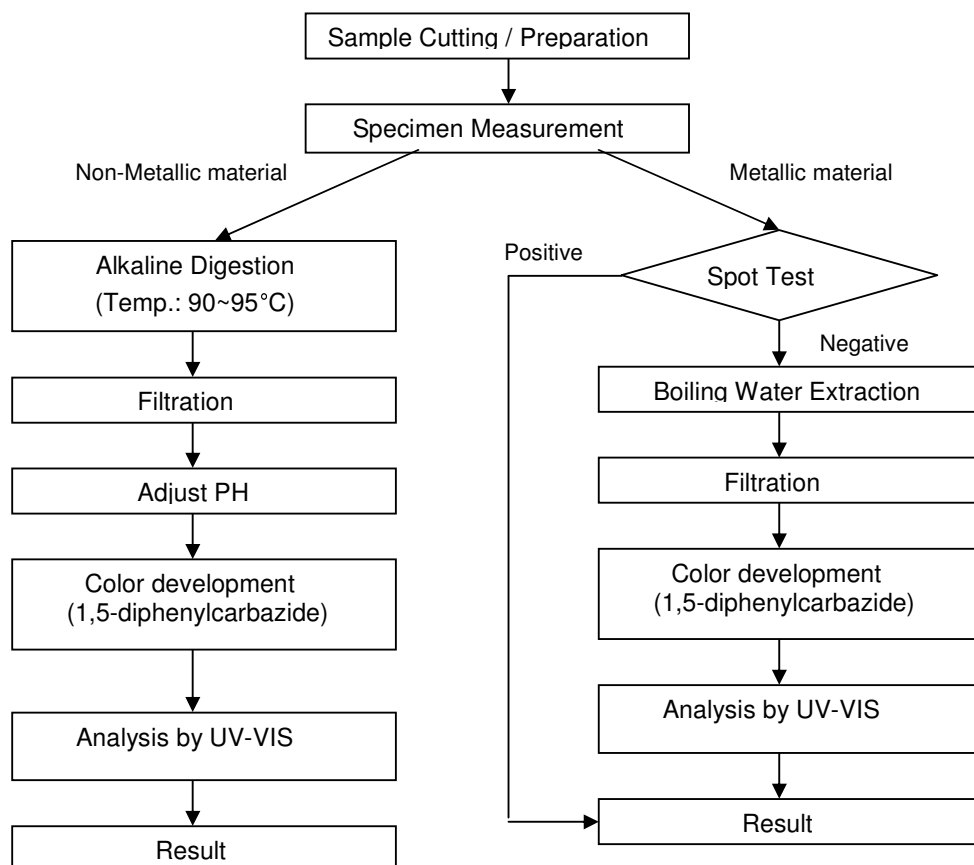 Sample Cutting / Preparation
Specimen Measurement
Non-Metallic material
Metallic material
Alkaline Digestion
(Temp.: 90~95°C)
Filtration
Adjust PH
Color development
(1,5-diphenylcarbazide)
Analysis by UV-VIS
Result
Positive
Spot Test
Negative
Boiling Water Extraction
Filtration
Color development
(1,5-diphenylcarbazide)
Analysis by UV-VIS
Result